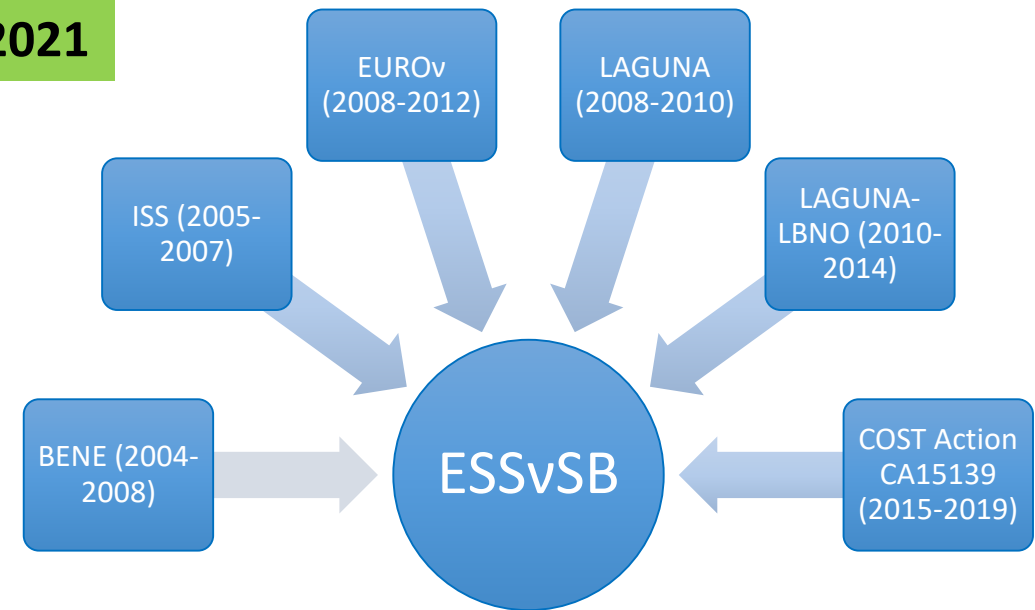 2021
EUROν
(2008-2012)
LAGUNA
(2008-2010)
ISS (2005-
2007)
LAGUNA-
LBNO (2010-
2014)
BENE (2004-
2008)
ESSνSB
COST Action
CA15139
(2015-2019)